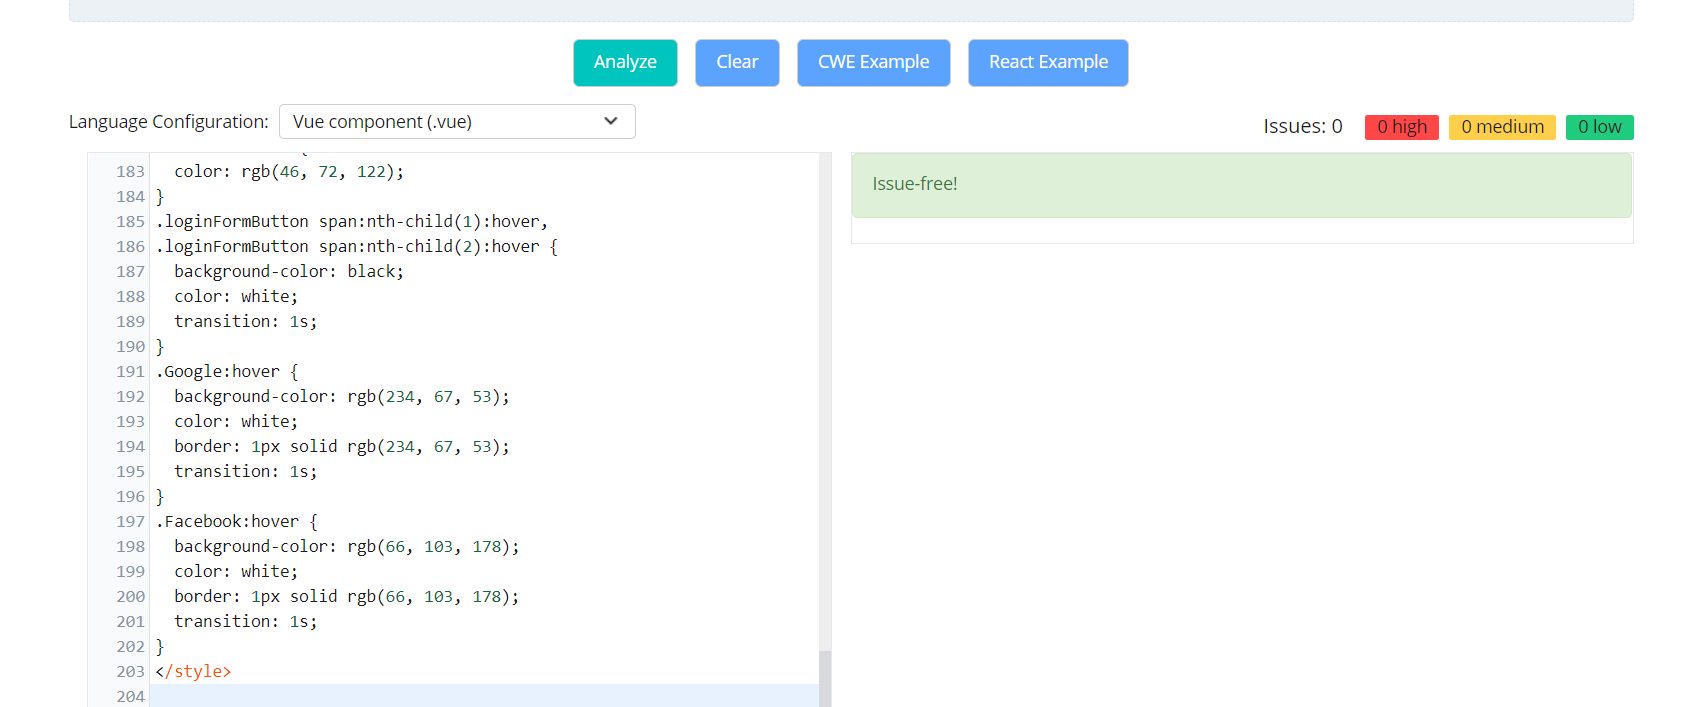 Analyze Clear CWE Example React Example
Language Configuration: Vue component (.vue)
Issues: 0 0 high 0 medium 0 low
183 color: rgb(46, 72, 122);
184 }
185 .loginFormButton span:nth-child(1):hover,
186 .loginFormButton span:nth-child(2):hover {
187 background-color: black;
188 color: white;
189 transition: 1s;
190 }
191 .Google:hover {
192 background-color: rgb(234, 67, 53);
193 color: white;
194 border: 1px solid rgb(234, 67, 53);
195 transition: 1s;
196 }
197 .Facebook:hover {
198 background-color: rgb(66, 103, 178);
199 color: white;
200 border: 1px solid rgb(66, 103, 178);
201 transition: 1s;
202 }
203 </style>
204
Issue-free!